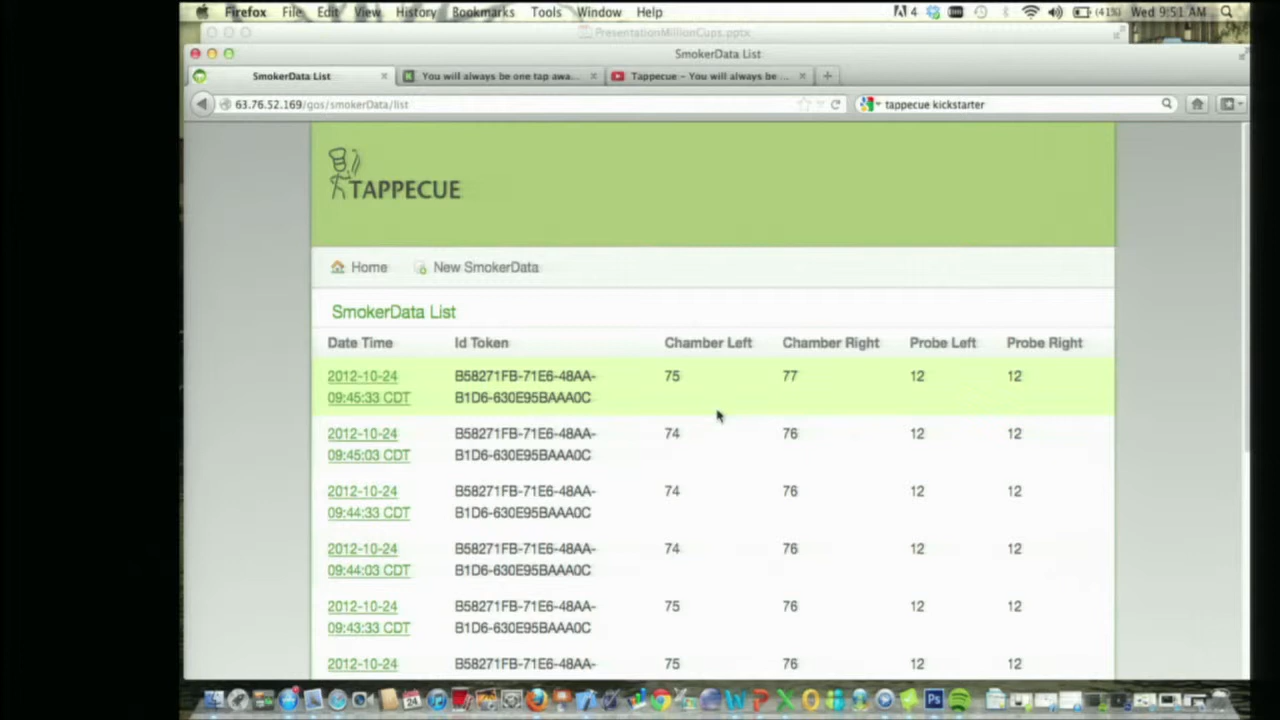 Firefox File Edit View History Bookmarks Tools Window Help 4 (41%) Wed 9:51 AM
PresentationMillionCups.pptx
SmokerData List
SmokerData List You will always be one tap awa... Tappecue - You will always be ...
63.76.52.169/gos/smokerData/list tappecue kickstarter
TAPPECUE
Home New SmokerData
SmokerData List
Date Time Id Token Chamber Left Chamber Right Probe Left Probe Right
2012-10-24 B58271FB-71E6-48AA- 75 77 12 12
09:45:33 CDT B1D6-630E95BAAA0C
2012-10-24 B58271FB-71E6-48AA- 74 76 12 12
09:45:03 CDT B1D6-630E95BAAA0C
2012-10-24 B58271FB-71E6-48AA- 74 76 12 12
09:44:33 CDT B1D6-630E95BAAA0C
2012-10-24 B58271FB-71E6-48AA- 74 76 12 12
09:44:03 CDT B1D6-630E95BAAA0C
2012-10-24 B58271FB-71E6-48AA- 75 76 12 12
09:43:33 CDT B1D6-630E95BAAA0C
2012-10-24 B58271FB-71E6-48AA- 75 76 12 12
24 W P X Ps